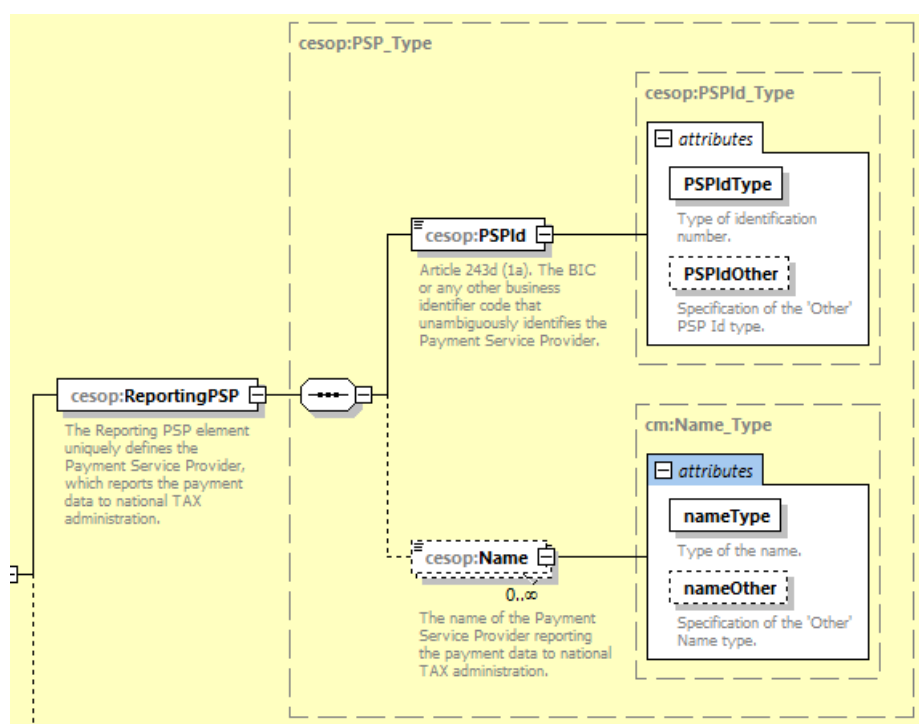 cesop:PSP_Type
cesop:PSPId_Type
attributes
PSPIdType
Type of identification
number.
PSPIdOther
Specification of the 'Other'
PSP Id type.
cesop:PSPId
Article 243d (1a). The BIC
or any other business
identifier code that
unambiguously identifies the
Payment Service Provider.
cesop:ReportingPSP
The Reporting PSP element
uniquely defines the
Payment Service Provider,
which reports the payment
data to national TAX
administration.
cm:Name_Type
attributes
nameType
Type of the name.
nameOther
Specification of the 'Other'
Name type.
cesop:Name
0..∞
The name of the Payment
Service Provider reporting
the payment data to national
TAX administration.